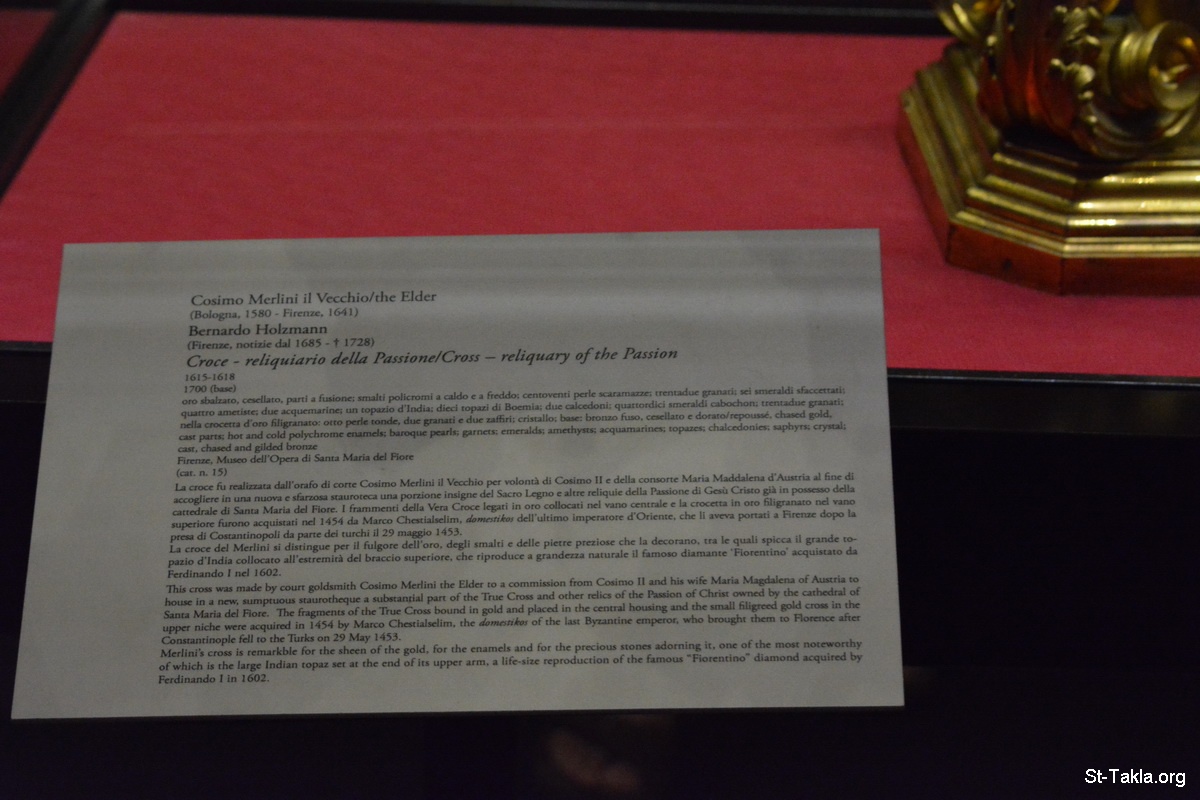 Cosimo Merlini il Vecchio/the Elder
(Bologna, 1580 - Firenze, 1641)
Bernardo Holzmann
(Firenze, notizie dal 1685 - † 1728)
Croce - reliquiario della Passione/Cross – reliquary of the Passion
1615-1618
1700 (base)
oro sbalzato, cesellato, parti a fusione; smalti policromi a caldo e a freddo; centoventi perle scaramazze; trentadue granati; sei smeraldi sfaccettati;
quattro ametiste; due acquemarine; un topazio d'India; dieci topazi di Boemia; due calcedoni; quattordici smeraldi cabochon; trentadue granati;
nella crocetta d'oro filigranato: otto perle tonde, due granati e due zaffiri; cristallo; base: bronzo fuso, cesellato e dorato/repoussé, chased gold,
cast parts; hot and cold polychrome enamels; baroque pearls; garnets; emeralds; amethysts; acquamarines; topazes; chalcedonies; saphyrs; crystal;
cast, chased and gilded bronze
Firenze, Museo dell'Opera di Santa Maria del Fiore
(cat. n. 15)
La croce fu realizzata dall'orafo di corte Cosimo Merlini il Vecchio per volontà di Cosimo II e della consorte Maria Maddalena d'Austria al fine di
accogliere in una nuova e sfarzosa stauroteca una porzione insigne del Sacro Legno e altre reliquie della Passione di Gesù Cristo già in possesso della
cattedrale di Santa Maria del Fiore. I frammenti della Vera Croce legati in oro collocati nel vano centrale e la crocetta in oro filigranato nel vano
superiore furono acquistati nel 1454 da Marco Chestialselim, domestikos dell'ultimo imperatore d'Oriente, che li aveva portati a Firenze dopo la
presa di Costantinopoli da parte dei turchi il 29 maggio 1453.
La croce del Merlini si distingue per il fulgore dell'oro, degli smalti e delle pietre preziose che la decorano, tra le quali spicca il grande to-
pazio d'India collocato all'estremità del braccio superiore, che riproduce a grandezza naturale il famoso diamante 'Fiorentino' acquistato da
Ferdinando I nel 1602.
This cross was made by court goldsmith Cosimo Merlini the Elder to a commission from Cosimo II and his wife Maria Magdalena of Austria to
house in a new, sumptuous staurotheque a substantial part of the True Cross and other relics of the Passion of Christ owned by the cathedral of
Santa Maria del Fiore. The fragments of the True Cross bound in gold and placed in the central housing and the small filigreed gold cross in the
upper niche were acquired in 1454 by Marco Chestialselim, the domestikos of the last Byzantine emperor, who brought them to Florence after
Constantinople fell to the Turks on 29 May 1453.
Merlini's cross is remarkble for the sheen of the gold, for the enamels and for the precious stones adorning it, one of the most noteworthy
of which is the large Indian topaz set at the end of its upper arm, a life-size reproduction of the famous "Fiorentino" diamond acquired by
Ferdinando I in 1602.
St-Takla.org